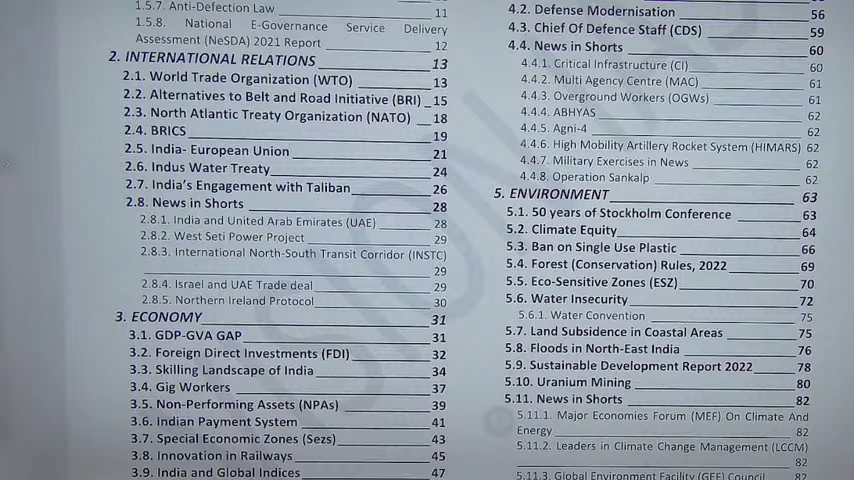 1.5.7. Anti-Defection Law 11
1.5.8. National E-Governance Service Delivery
Assessment (NeSDA) 2021 Report 12
2. INTERNATIONAL RELATIONS 13
2.1. World Trade Organization (WTO) 13
2.2. Alternatives to Belt and Road Initiative (BRI) 15
2.3. North Atlantic Treaty Organization (NATO) 18
2.4. BRICS 19
2.5. India- European Union 21
2.6. Indus Water Treaty 24
2.7. India's Engagement with Taliban 26
2.8. News in Shorts 28
2.8.1. India and United Arab Emirates (UAE) 28
2.8.2. West Seti Power Project 29
2.8.3. International North-South Transit Corridor (INSTC)
29
2.8.4. Israel and UAE Trade deal 29
2.8.5. Northern Ireland Protocol 30
3. ECONOMY 31
3.1. GDP-GVA GAP 31
3.2. Foreign Direct Investments (FDI) 32
3.3. Skilling Landscape of India 34
3.4. Gig Workers 37
3.5. Non-Performing Assets (NPAs) 39
3.6. Indian Payment System 41
3.7. Special Economic Zones (Sezs) 43
3.8. Innovation in Railways 45
3.9. India and Global Indices 47
4.2. Defense Modernisation 56
4.3. Chief Of Defence Staff (CDS) 59
4.4. News in Shorts 60
4.4.1. Critical Infrastructure (CI) 60
4.4.2. Multi Agency Centre (MAC) 61
4.4.3. Overground Workers (OGWs) 61
4.4.4. ABHYAS 62
4.4.5. Agni-4 62
4.4.6. High Mobility Artillery Rocket System (HIMARS) 62
4.4.7. Military Exercises in News 62
4.4.8. Operation Sankalp 62
5. ENVIRONMENT 63
5.1. 50 years of Stockholm Conference 63
5.2. Climate Equity 64
5.3. Ban on Single Use Plastic 66
5.4. Forest (Conservation) Rules, 2022 69
5.5. Eco-Sensitive Zones (ESZ) 70
5.6. Water Insecurity 72
5.6.1. Water Convention 75
5.7. Land Subsidence in Coastal Areas 75
5.8. Floods in North-East India 76
5.9. Sustainable Development Report 2022 78
5.10. Uranium Mining 80
5.11. News in Shorts 82
5.11.1. Major Economies Forum (MEF) On Climate And
Energy 82
5.11.2. Leaders in Climate Change Management (LCCM)
82
5.11.3. Global Environment Facility (GEF) Council 82